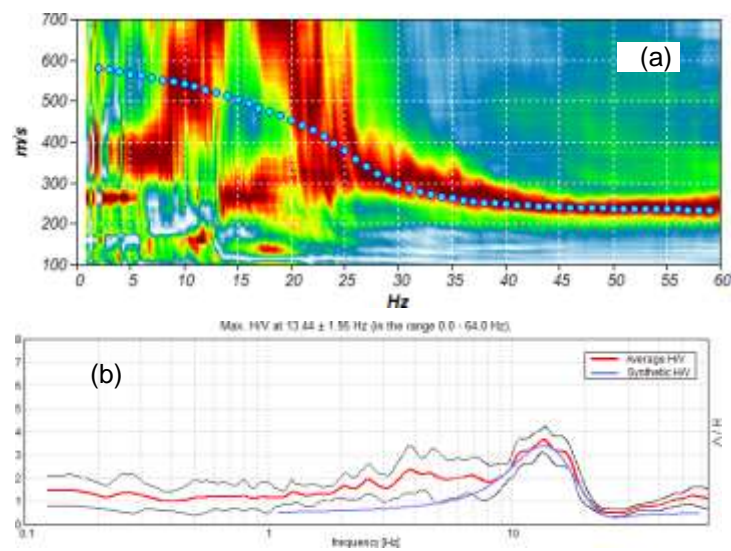 700
600
500
400
300
200
100
m/s
(a)
0 5 10 15 20 25 30 35 40 45 50 55 60
Hz
Max. H/V at 13.44 ± 1.55 Hz (in the range 0.0 - 64.0 Hz).
8
7
6
5
4
3
2
1
0
(b)
Average H/V
Synthetic H/V
H / V
0.1 1 10
frequency [Hz]